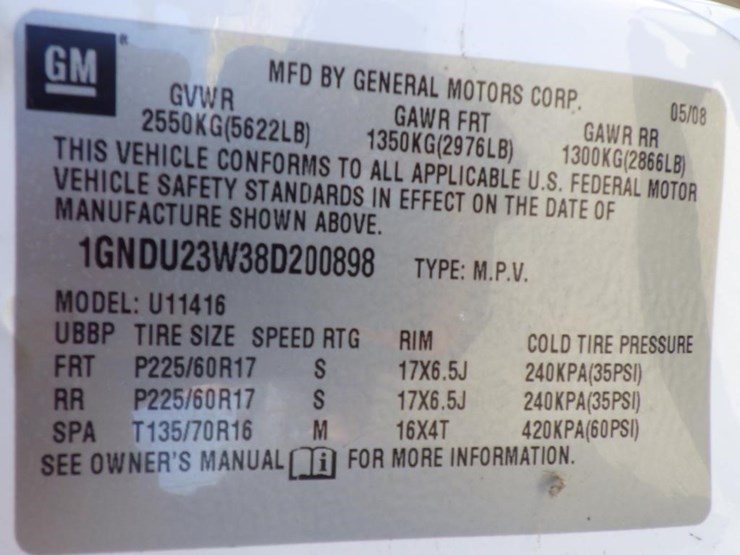 GM®
MFD BY GENERAL MOTORS CORP. 05/08
GVWR GAWR FRT GAWR RR
2550KG(5622LB) 1350KG(2976LB) 1300KG(2866LB)
THIS VEHICLE CONFORMS TO ALL APPLICABLE U.S. FEDERAL MOTOR
VEHICLE SAFETY STANDARDS IN EFFECT ON THE DATE OF
MANUFACTURE SHOWN ABOVE.
1GNDU23W38D200898 TYPE: M.P.V.
MODEL: U11416
UBBP TIRE SIZE SPEED RTG RIM COLD TIRE PRESSURE
FRT P225/60R17 S 17X6.5J 240KPA(35PSI)
RR P225/60R17 S 17X6.5J 240KPA(35PSI)
SPA T135/70R16 M 16X4T 420KPA(60PSI)
SEE OWNER'S MANUAL i FOR MORE INFORMATION.